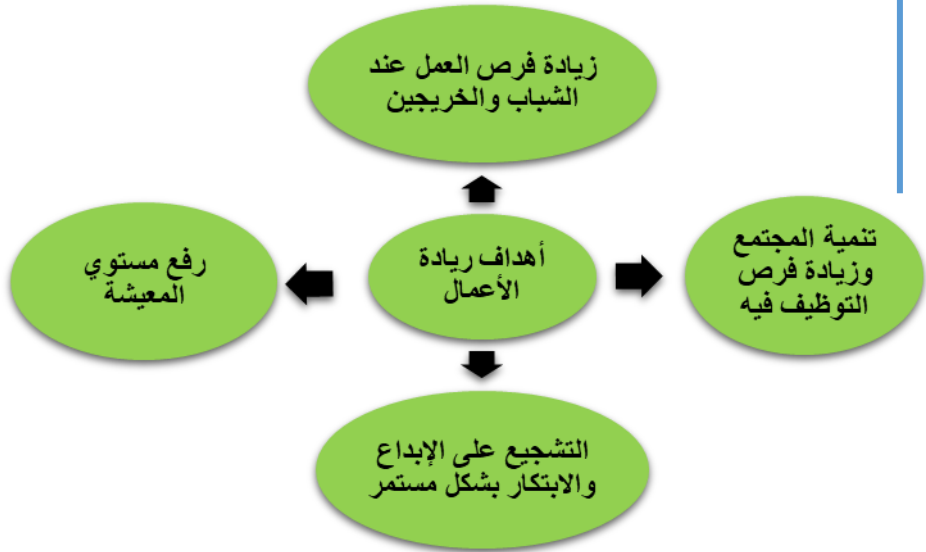 زيادة فرص العمل عند
الشباب والخريجين
تنمية المجتمع
وزيادة فرص
التوظيف فيه
أهداف ريادة
الأعمال
رفع مستوي
المعيشة
التشجيع على الإبداع
والابتكار بشكل مستمر